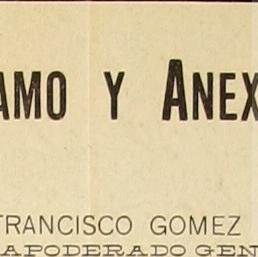 AMO Y ANEX
FRANCISCO GOMEZ
APODERADO GEN